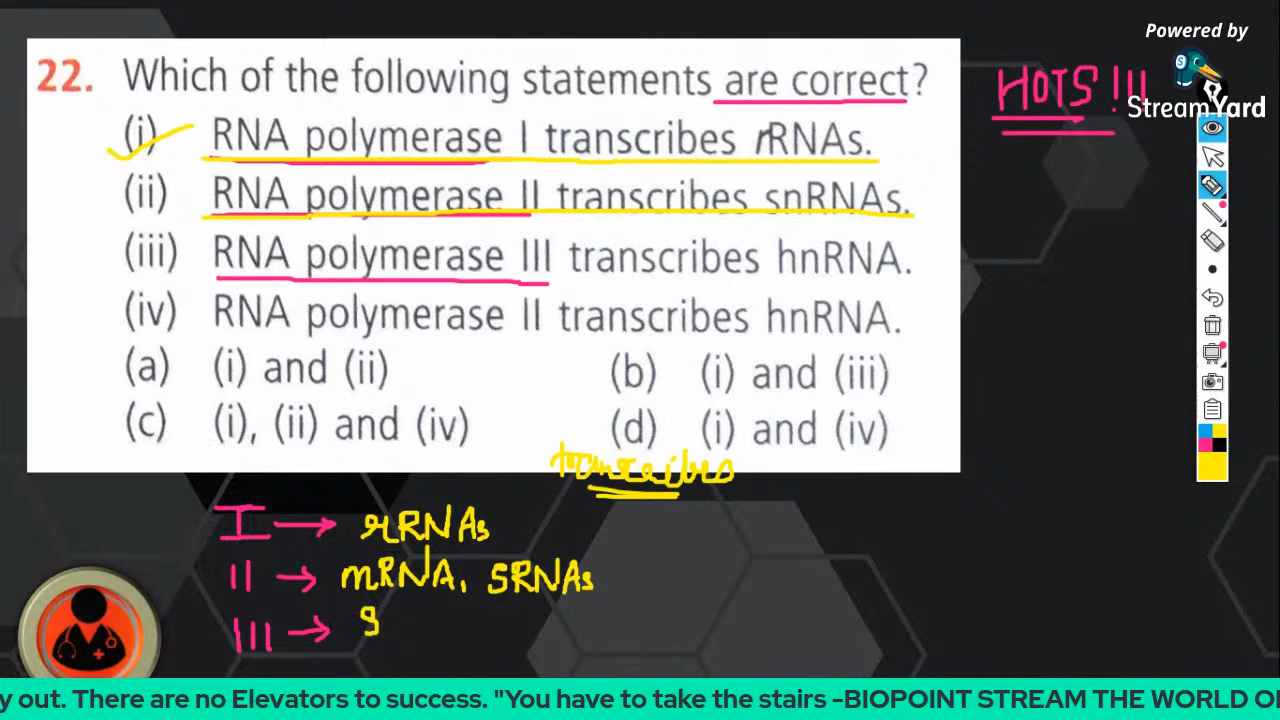 Powered by
StreamYard
HOTS !!!
22. Which of the following statements are correct?
(i) RNA polymerase I transcribes rRNAs.
(ii) RNA polymerase II transcribes snRNAs.
(iii) RNA polymerase III transcribes hnRNA.
(iv) RNA polymerase II transcribes hnRNA.
(a) (i) and (ii) (b) (i) and (iii)
(c) (i), (ii) and (iv) (d) (i) and (iv)
transcribes
I → rRNAs
II → mRNA, SRNAs
III → s
y out. There are no Elevators to success. "You have to take the stairs -BIOPOINT STREAM THE WORLD O